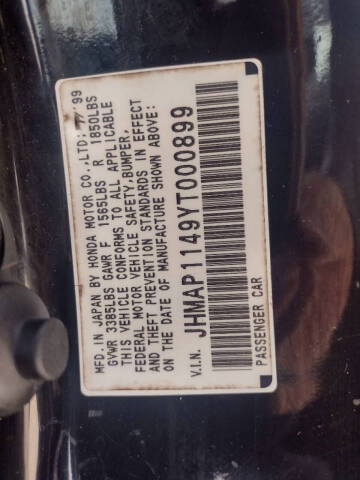 MFD.IN JAPAN BY HONDA MOTOR CO.,LTD: /'99
GVWR 3385LBS GAWR F 1565LBS R 1850LBS
THIS VEHICLE CONFORMS TO ALL APPLICABLE
FEDERAL MOTOR VEHICLE SAFETY,BUMPER,
AND THEFT PREVENTION STANDARDS IN EFFECT
ON THE DATE OF MANUFACTURE SHOWN ABOVE:
V.I.N. JHMAP1149YT000899
PASSENGER CAR